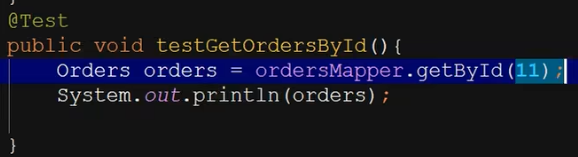 @Test
public void testGetOrdersById(){
Orders orders = ordersMapper.getById(11);
System.out.println(orders);
}